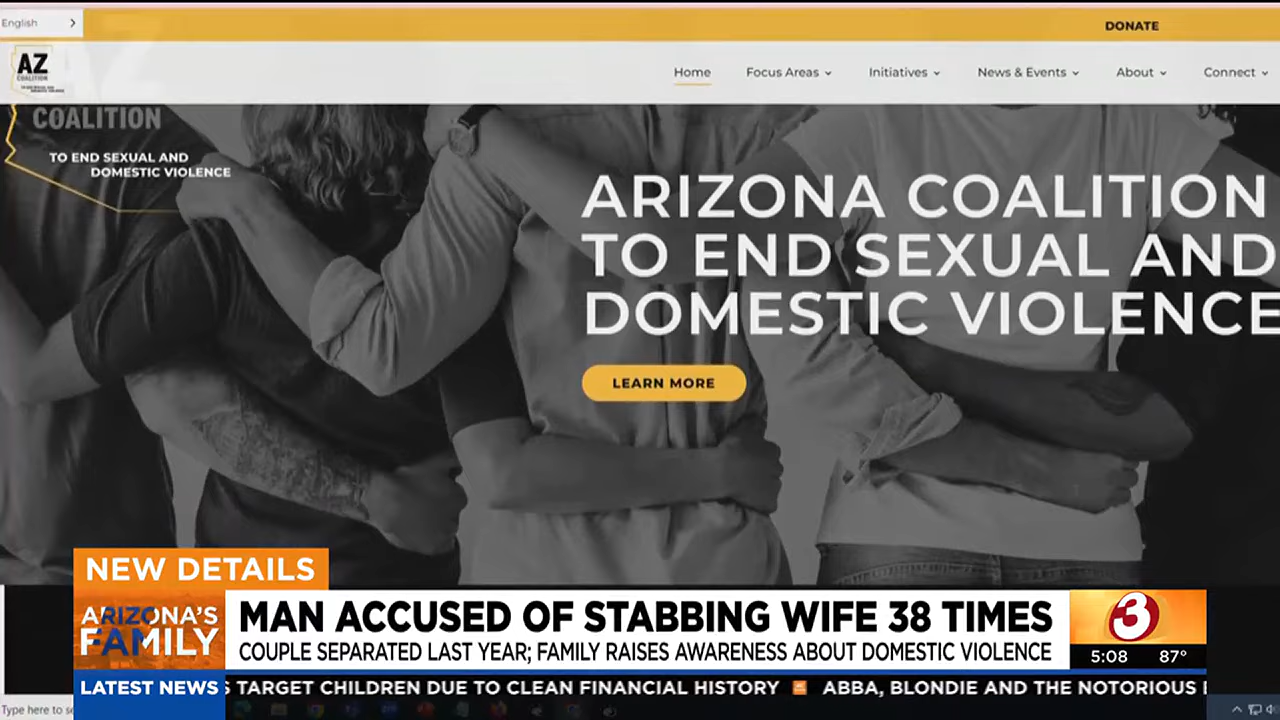 English
DONATE
AZ
COALITION
Home
Focus Areas
Initiatives
News & Events
About
Connect
COALITION
TO END SEXUAL AND
DOMESTIC VIOLENCE
ARIZONA COALITION
TO END SEXUAL AND
DOMESTIC VIOLENCE
LEARN MORE
NEW DETAILS
ARIZONA'S
FAMILY
MAN ACCUSED OF STABBING WIFE 38 TIMES
COUPLE SEPARATED LAST YEAR; FAMILY RAISES AWARENESS ABOUT DOMESTIC VIOLENCE
3
5:08 87°
LATEST NEWS
TARGET CHILDREN DUE TO CLEAN FINANCIAL HISTORY
ABBA, BLONDIE AND THE NOTORIOUS
Type here to